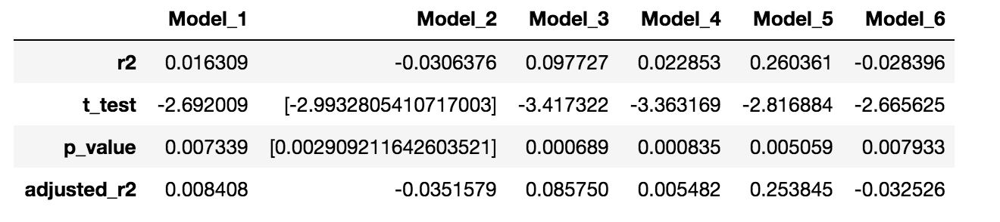 Model_1 Model_2 Model_3 Model_4 Model_5 Model_6
r2 0.016309 -0.0306376 0.097727 0.022853 0.260361 -0.028396
t_test -2.692009 [-2.9932805410717003] -3.417322 -3.363169 -2.816884 -2.665625
p_value 0.007339 [0.002909211642603521] 0.000689 0.000835 0.005059 0.007933
adjusted_r2 0.008408 -0.0351579 0.085750 0.005482 0.253845 -0.032526